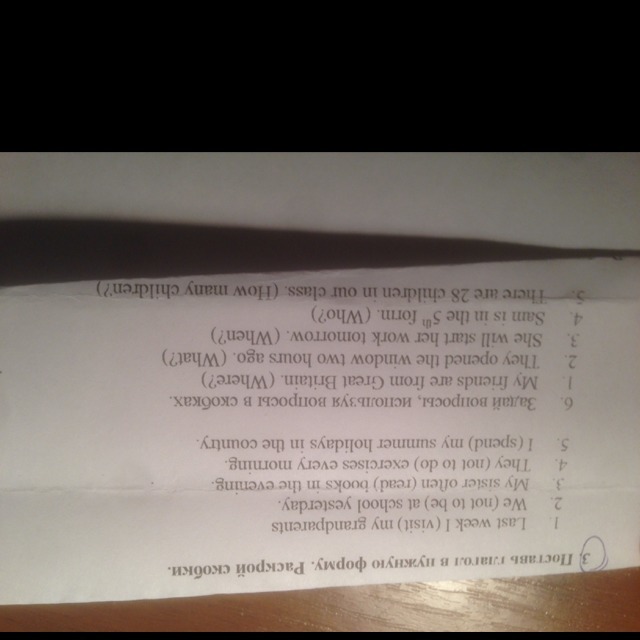 3. Поставь глагол в нужную форму. Раскрой скобки.
1 Last week I (visit) my grandparents
2. We (not to be) at school yesterday.
3. My sister often (read) books in the evening.
4. They (not to do) exercises every morning.
5. I (spend) my summer holidays in the country.
6. Задай вопросы, используя вопросы в скобках.
1 My friends are from Great Britain. (Where?)
2. They opened the window two hours ago. (What?)
3. She will start her work tomorrow. (When?)
4. Sam is in the 5th form. (Who?)
5. There are 28 children in our class. (How many children?)